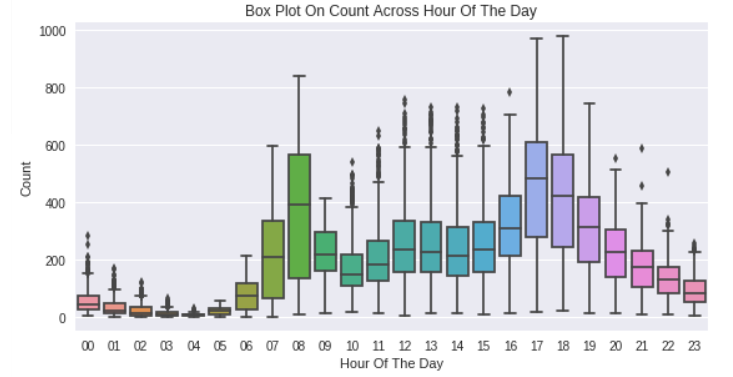 Box Plot On Count Across Hour Of The Day
1000
800
600
400
200
0
Count
00 01 02 03 04 05 06 07 08 09 10 11 12 13 14 15 16 17 18 19 20 21 22 23
Hour Of The Day